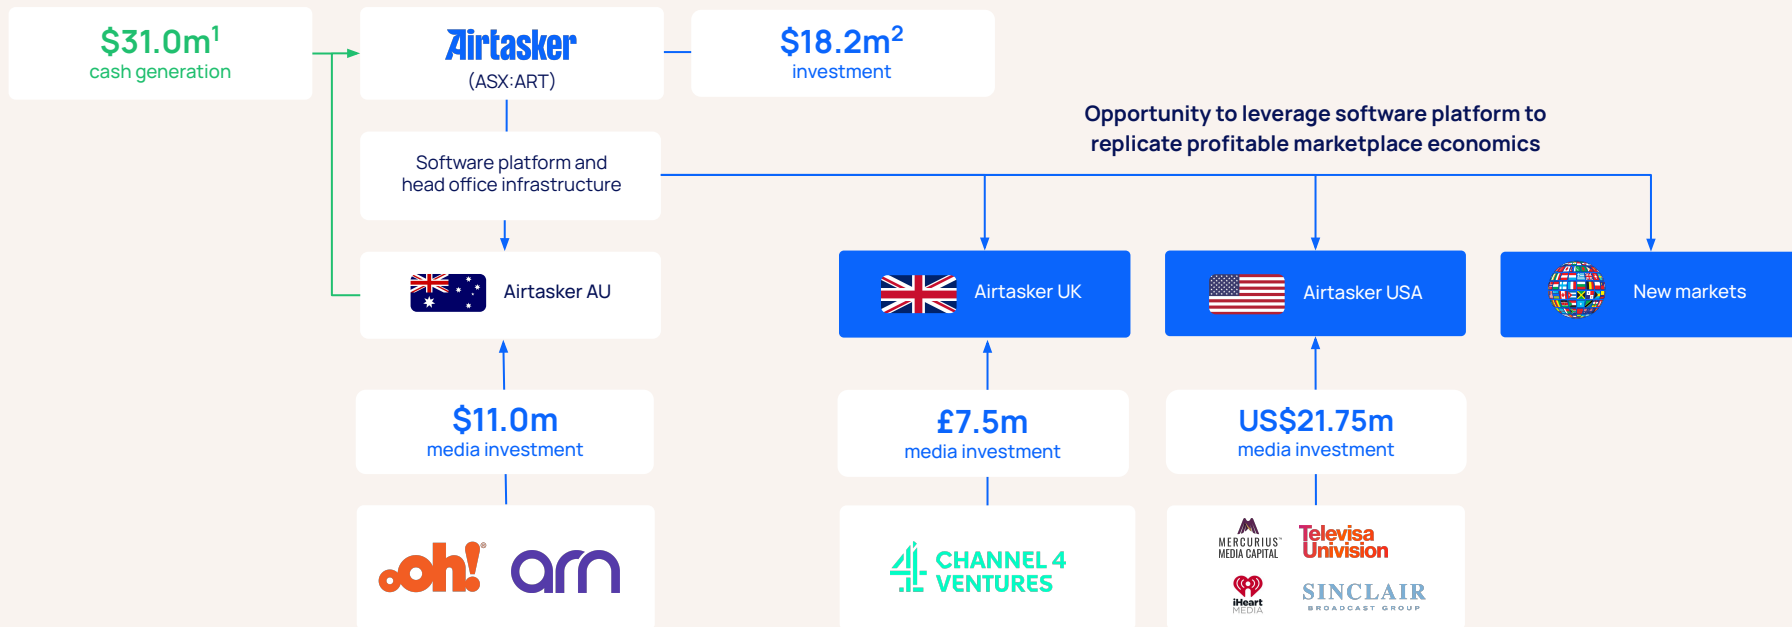 $31.0m¹
cash generation
Airtasker
(ASX:ART)
$18.2m²
investment
Opportunity to leverage software platform to
replicate profitable marketplace economics
Software platform and
head office infrastructure
Airtasker AU
Airtasker UK
Airtasker USA
New markets
$11.0m
media investment
£7.5m
media investment
US$21.75m
media investment
ooh!®
arn
4 CHANNEL 4
VENTURES
MERCURIUS™
MEDIA CAPITAL
Televisa
Univision
iHeart
MEDIA
SINCLAIR
BROADCAST GROUP